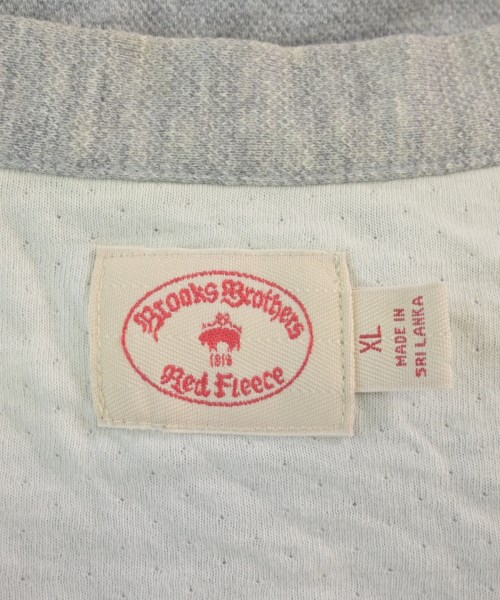 Brooks Brothers
1818
Red Fleece
XL
MADE IN
SRI LANKA